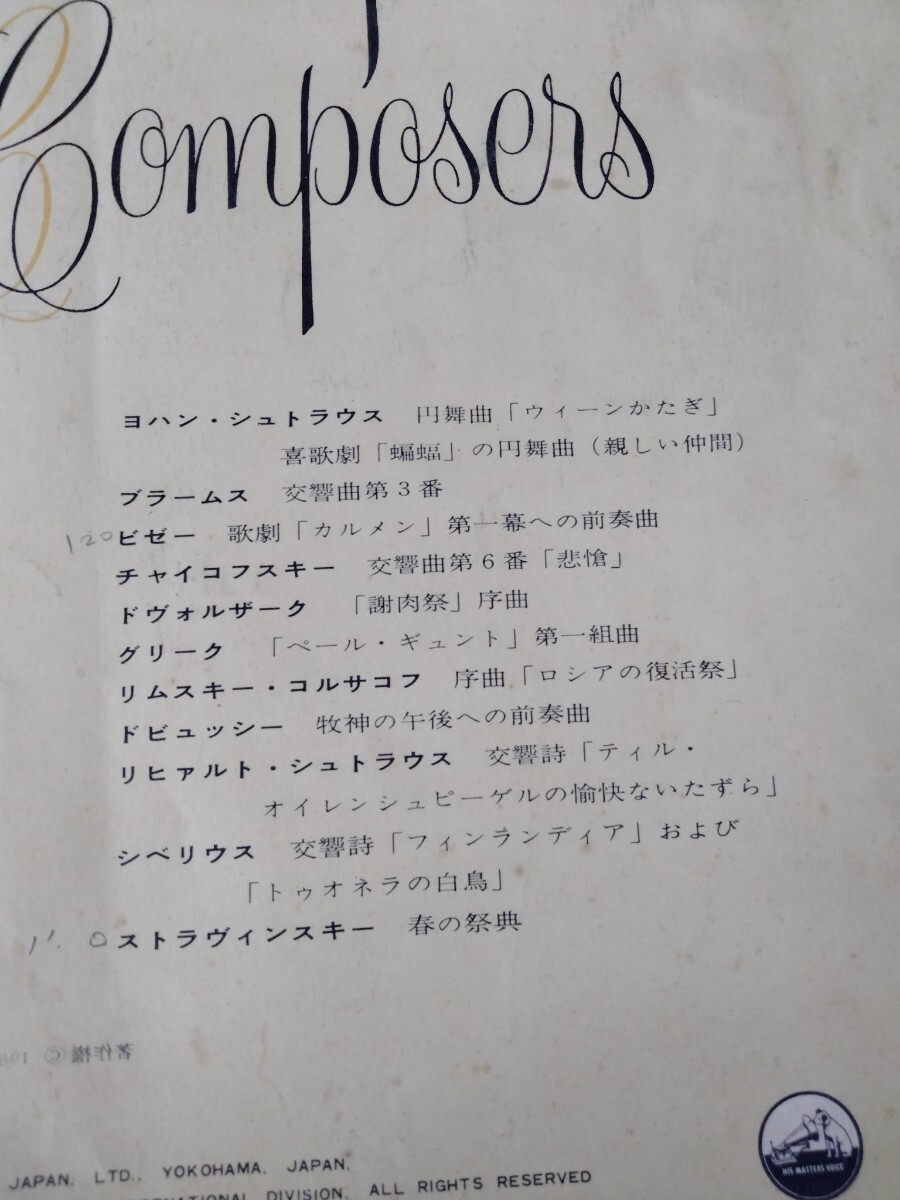 Composers
ヨハン・シュトラウス 円舞曲「ウィーンかたぎ」
喜歌劇「蝙蝠」の円舞曲(親しい仲間)
ブラームス 交響曲第3番
120 ビゼー 歌劇「カルメン」第一幕への前奏曲
チャイコフスキー 交響曲第6番「悲愴」
ドヴォルザーク 「謝肉祭」序曲
グリーク 「ペール・ギュント」第一組曲
リムスキー・コルサコフ 序曲「ロシアの復活祭」
ドビュッシー 牧神の午後への前奏曲
リヒァルト・シュトラウス 交響詩「ティル・
オイレンシュピーゲルの愉快ないたずら」
シベリウス 交響詩「フィンランディア」および
「トゥオネラの白鳥」
ストラヴィンスキー 春の祭典
著作権 ©
HIS MASTERS VOICE
JAPAN, LTD., YOKOHAMA, JAPAN.
DIVISION, ALL RIGHTS RESERVED